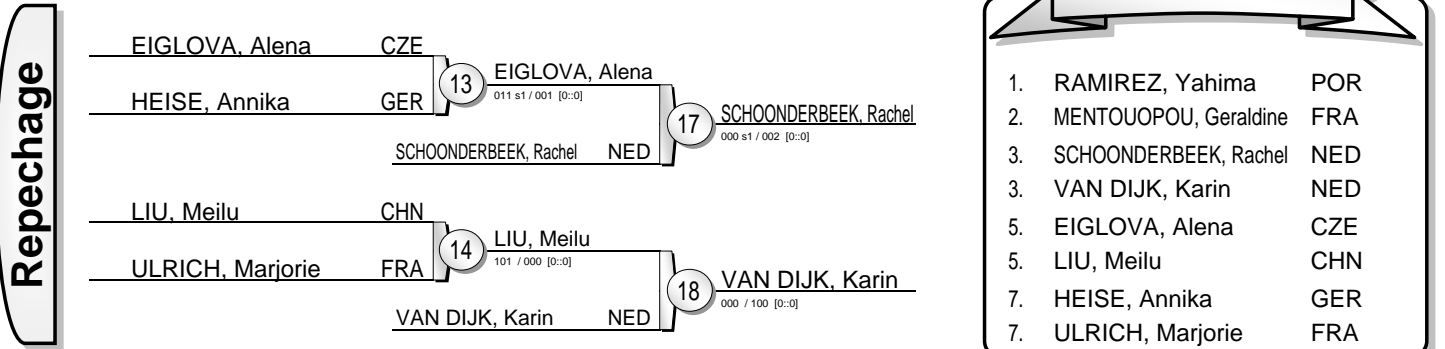 Repechage
EIGLOVA, Alena CZE
HEISE, Annika GER
13
EIGLOVA, Alena
011 s1 / 001 [0::0]
SCHOONDERBEEK, Rachel NED
17
SCHOONDERBEEK, Rachel
000 s1 / 002 [0::0]
LIU, Meilu CHN
ULRICH, Marjorie FRA
14
LIU, Meilu
101 / 000 [0::0]
VAN DIJK, Karin NED
18
VAN DIJK, Karin
000 / 100 [0::0]
1. RAMIREZ, Yahima POR
2. MENTOUOPOU, Geraldine FRA
3. SCHOONDERBEEK, Rachel NED
3. VAN DIJK, Karin NED
5. EIGLOVA, Alena CZE
5. LIU, Meilu CHN
7. HEISE, Annika GER
7. ULRICH, Marjorie FRA